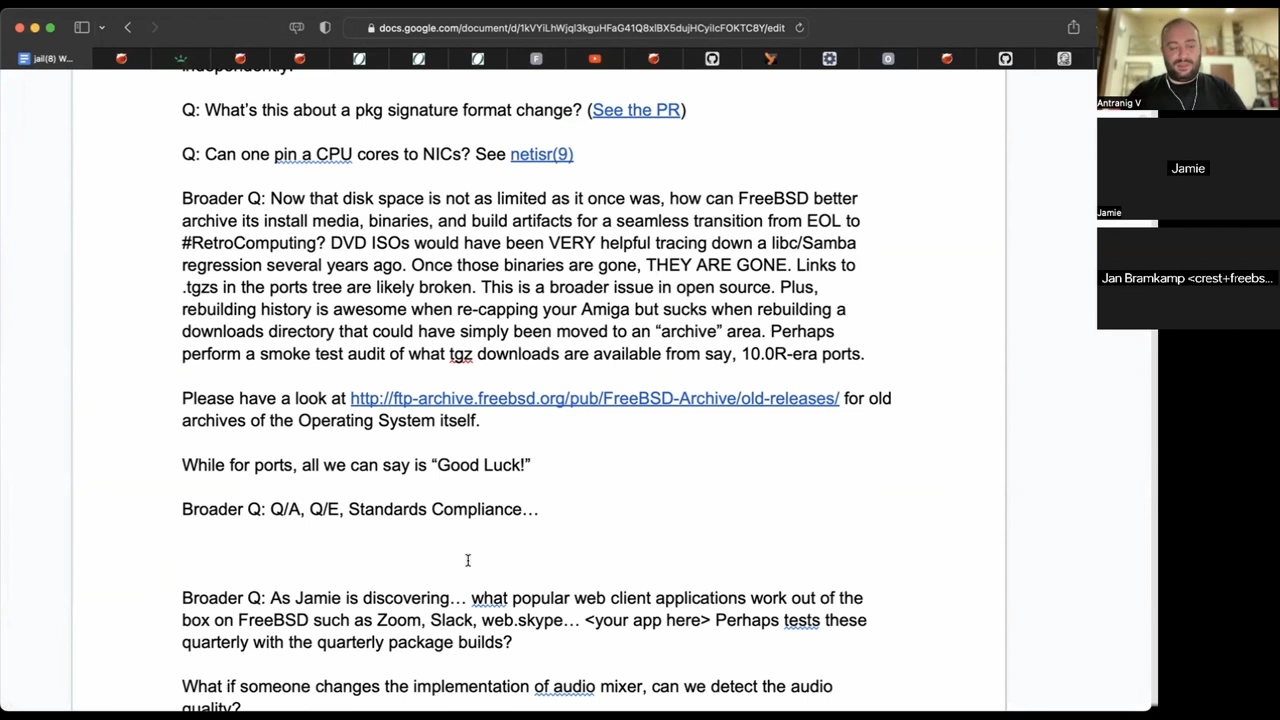 docs.google.com/document/d/1kVYiLhWjql3kguHFaG41Q8xlBX5dujHCyilcFOKTC8Y/edit
jail(8) W...
independently?
Q: What's this about a pkg signature format change? (See the PR)
Q: Can one pin a CPU cores to NICs? See netisr(9)
Broader Q: Now that disk space is not as limited as it once was, how can FreeBSD better
archive its install media, binaries, and build artifacts for a seamless transition from EOL to
#RetroComputing? DVD ISOs would have been VERY helpful tracing down a libc/Samba
regression several years ago. Once those binaries are gone, THEY ARE GONE. Links to
.tgzs in the ports tree are likely broken. This is a broader issue in open source. Plus,
rebuilding history is awesome when re-capping your Amiga but sucks when rebuilding a
downloads directory that could have simply been moved to an “archive” area. Perhaps
perform a smoke test audit of what tgz downloads are available from say, 10.0R-era ports.
Please have a look at http://ftp-archive.freebsd.org/pub/FreeBSD-Archive/old-releases/ for old
archives of the Operating System itself.
While for ports, all we can say is “Good Luck!”
Broader Q: Q/A, Q/E, Standards Compliance…
Broader Q: As Jamie is discovering… what popular web client applications work out of the
box on FreeBSD such as Zoom, Slack, web.skype… <your app here> Perhaps tests these
quarterly with the quarterly package builds?
What if someone changes the implementation of audio mixer, can we detect the audio
quality?
Antranig V
Jamie
Jamie
Jan Bramkamp <crest+freebs...